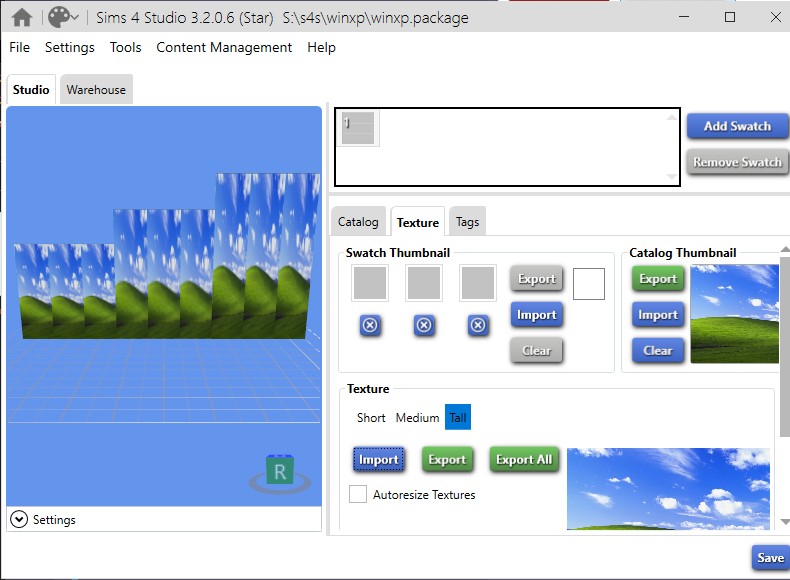 Sims 4 Studio 3.2.0.6 (Star) S:\s4s\winxp\winxp.package
File Settings Tools Content Management Help
Studio Warehouse
1
Add Swatch
Remove Swatch
Catalog Texture Tags
Swatch Thumbnail
Export
Import
Clear
Catalog Thumbnail
Export
Import
Clear
Texture
Short Medium Tall
Import Export Export All
Autoresize Textures
R
Settings
Save